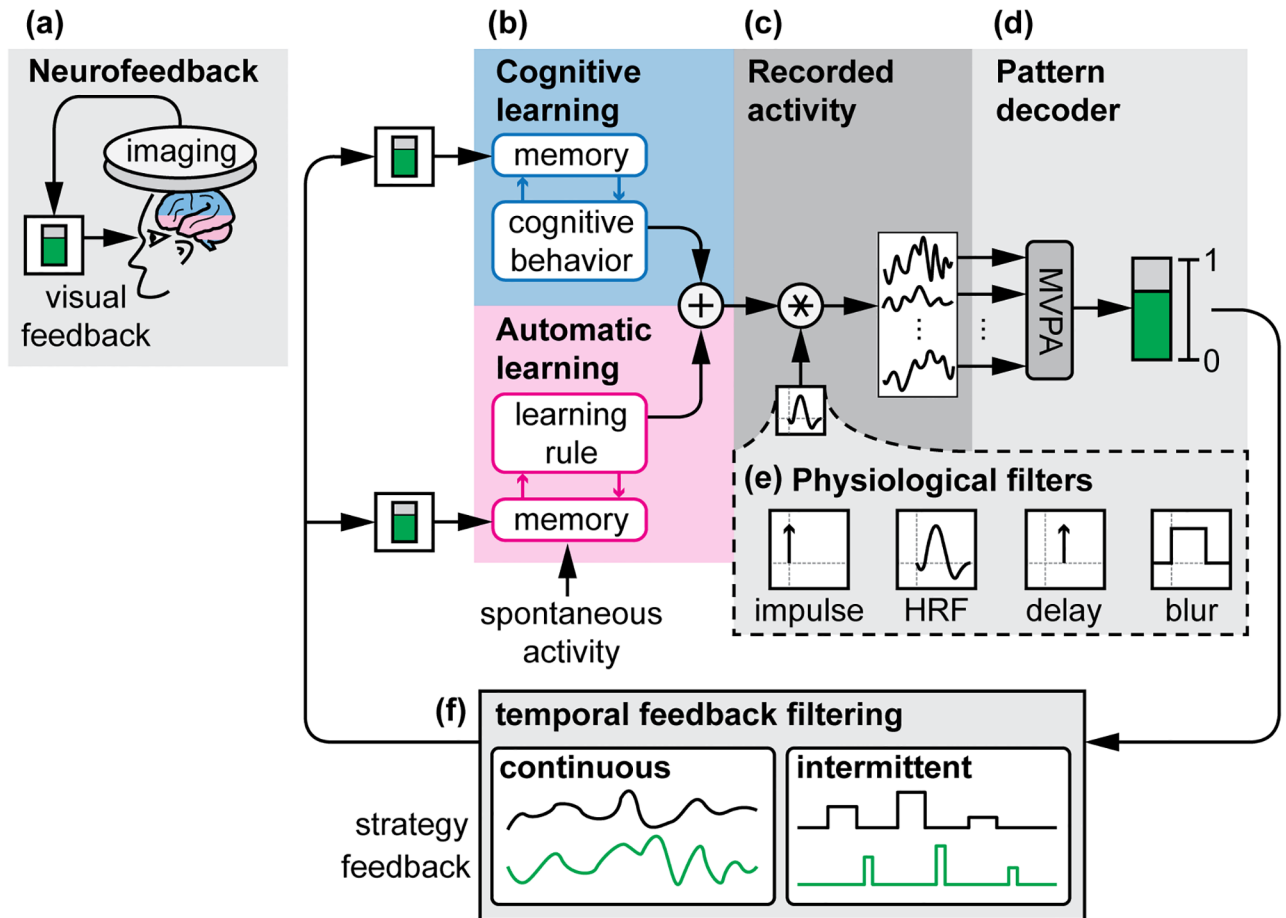 (a)
Neurofeedback
imaging
visual
feedback
(b)
Cognitive
learning
memory
cognitive
behavior
Automatic
learning
learning
rule
memory
spontaneous
activity
+
(c)
Recorded
activity
*
...
(d)
Pattern
decoder
...
MVPA
1
0
(e) Physiological filters
impulse
HRF
delay
blur
(f)
temporal feedback filtering
continuous
intermittent
strategy
feedback